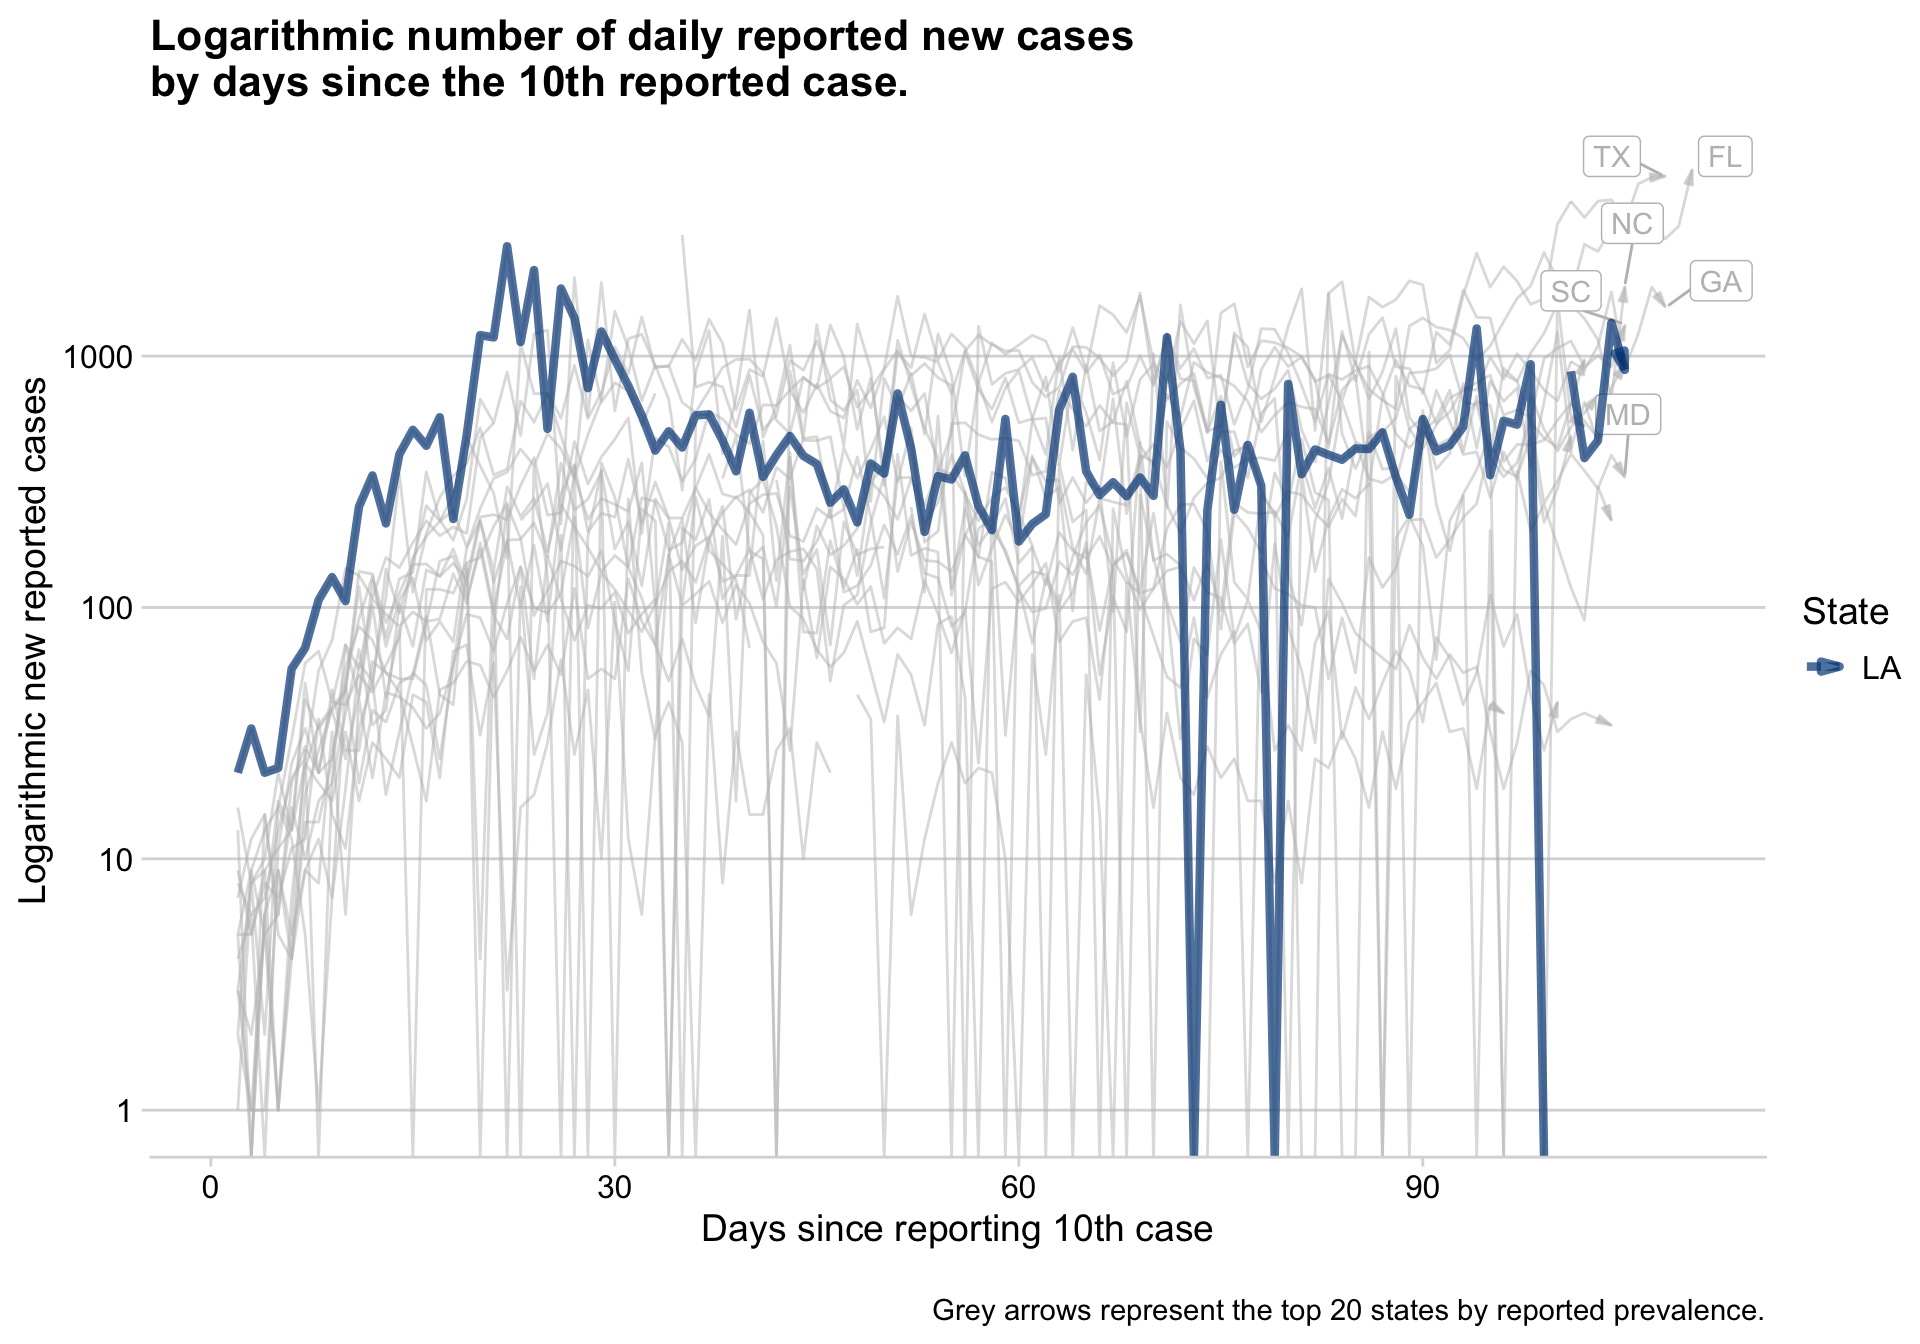 Logarithmic number of daily reported new cases
by days since the 10th reported case.
TX
FL
NC
SC
GA
MD
1000
100
10
1
Logarithmic new reported cases
0
30
60
90
Days since reporting 10th case
State
LA
Grey arrows represent the top 20 states by reported prevalence.